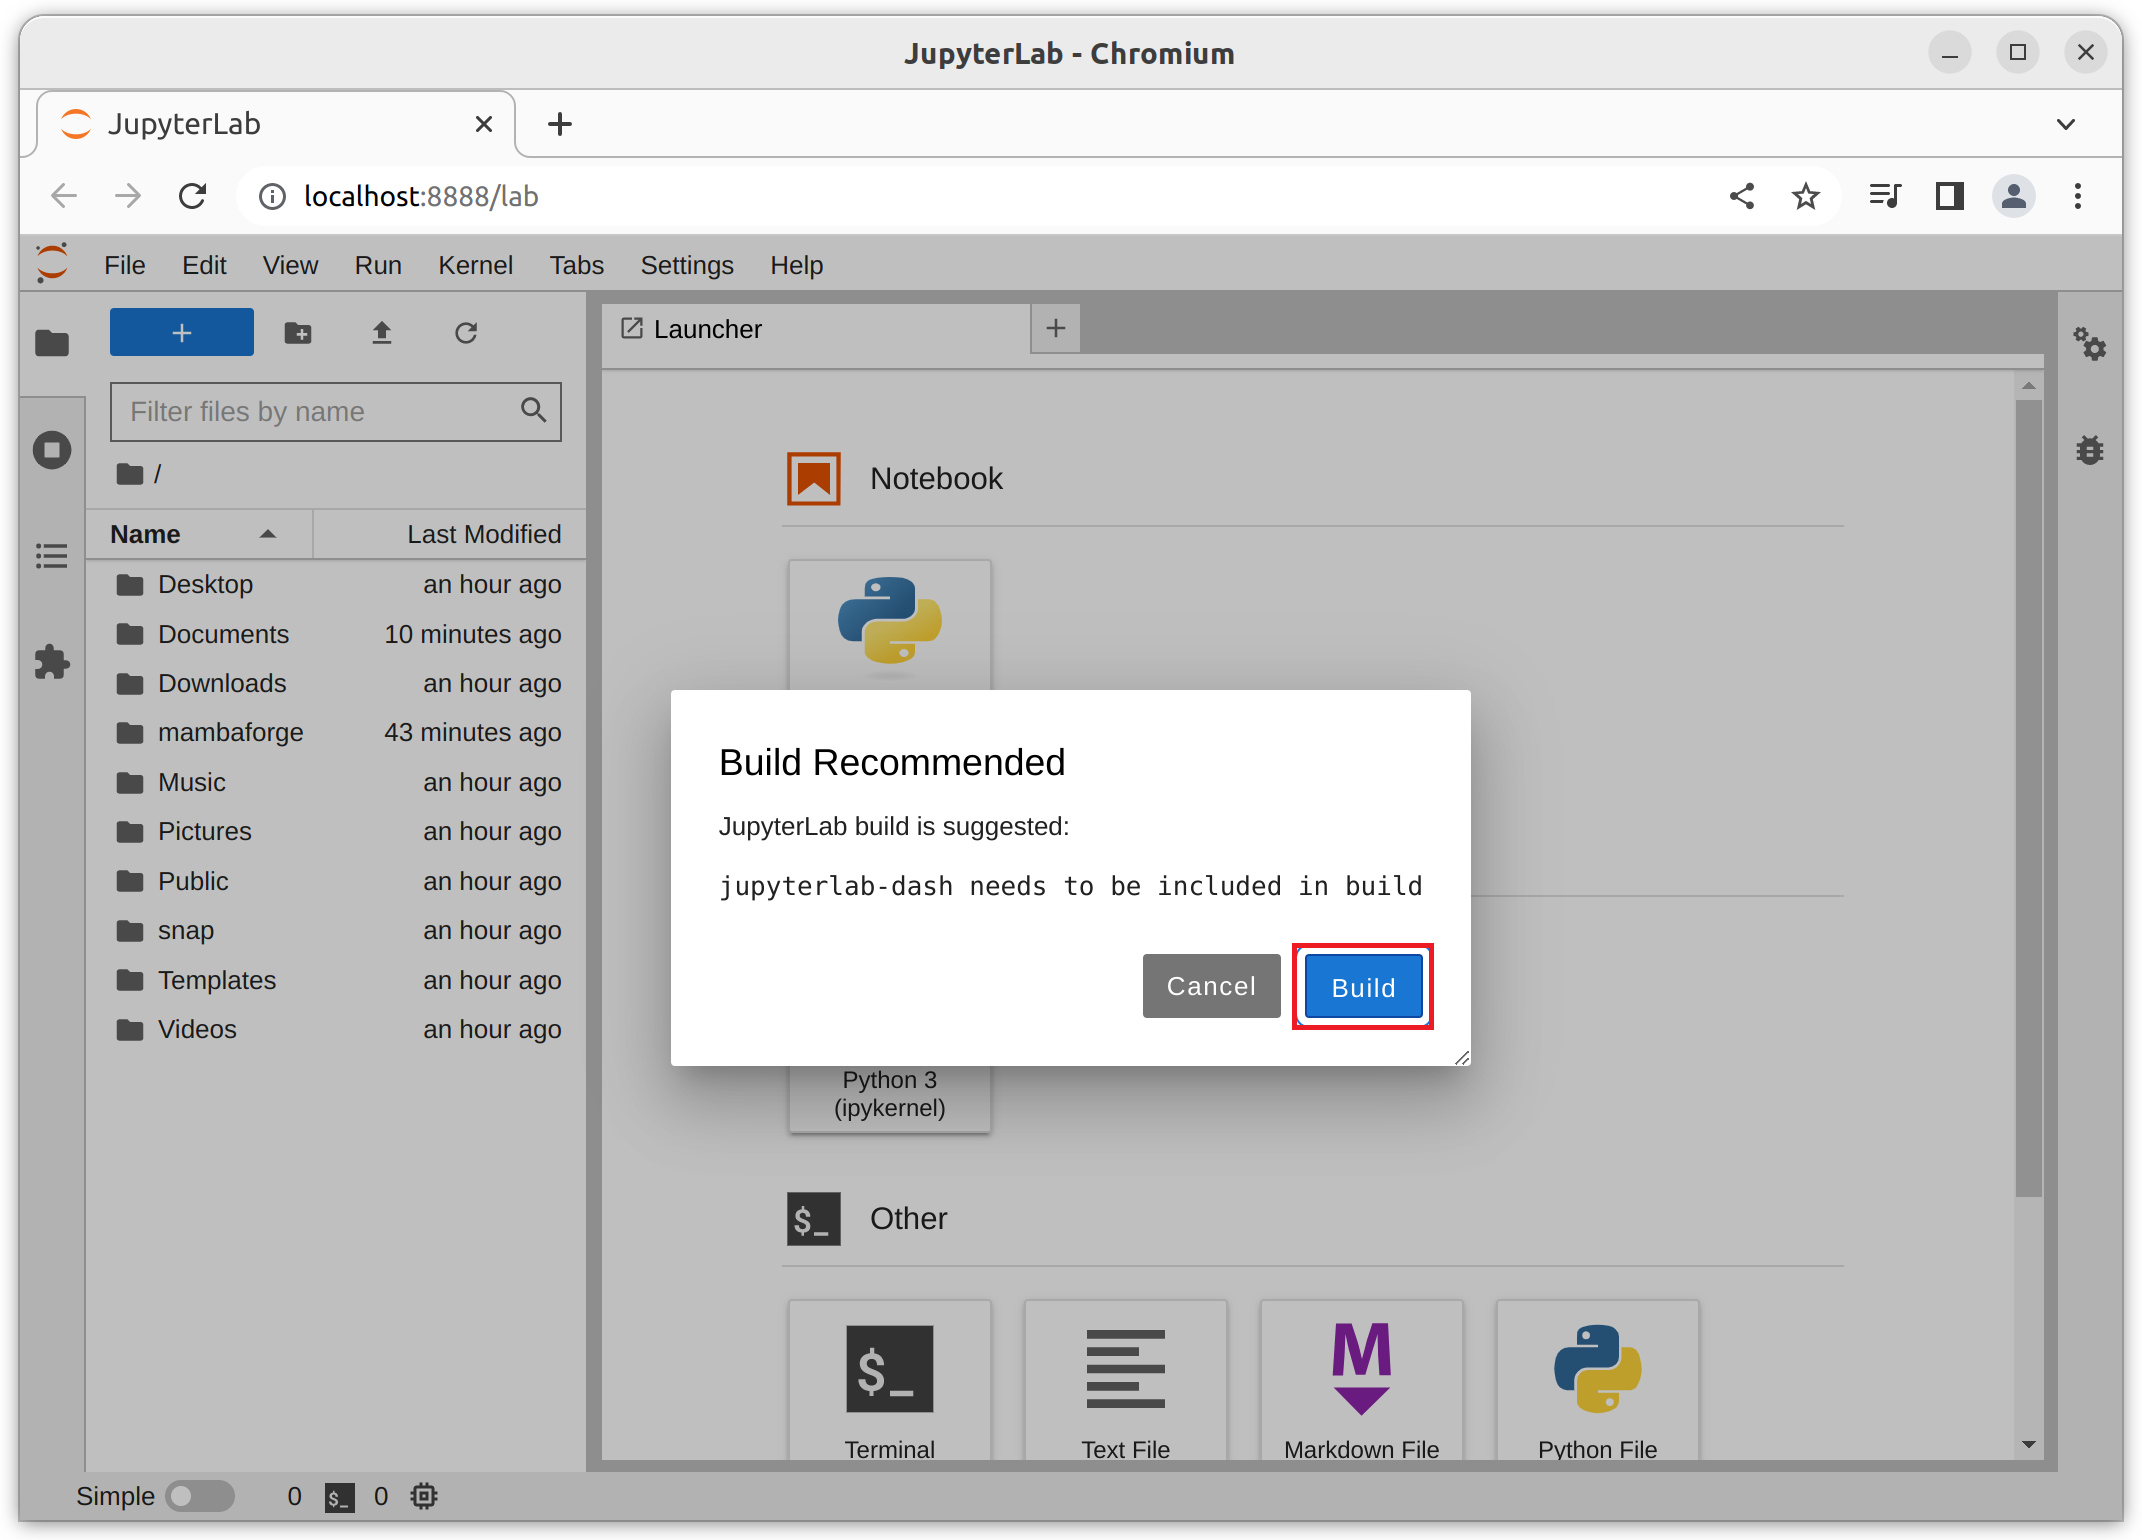 JupyterLab - Chromium
JupyterLab
localhost:8888/lab
File Edit View Run Kernel Tabs Settings Help
Launcher
Filter files by name
/
Name Last Modified
Desktop an hour ago
Documents 10 minutes ago
Downloads an hour ago
mambaforge 43 minutes ago
Music an hour ago
Pictures an hour ago
Public an hour ago
snap an hour ago
Templates an hour ago
Videos an hour ago
Notebook
Build Recommended
JupyterLab build is suggested:
jupyterlab-dash needs to be included in build
Cancel Build
Python 3
(ipykernel)
$_ Other
$_ M
Terminal Text File Markdown File Python File
Simple 0 $_ 0